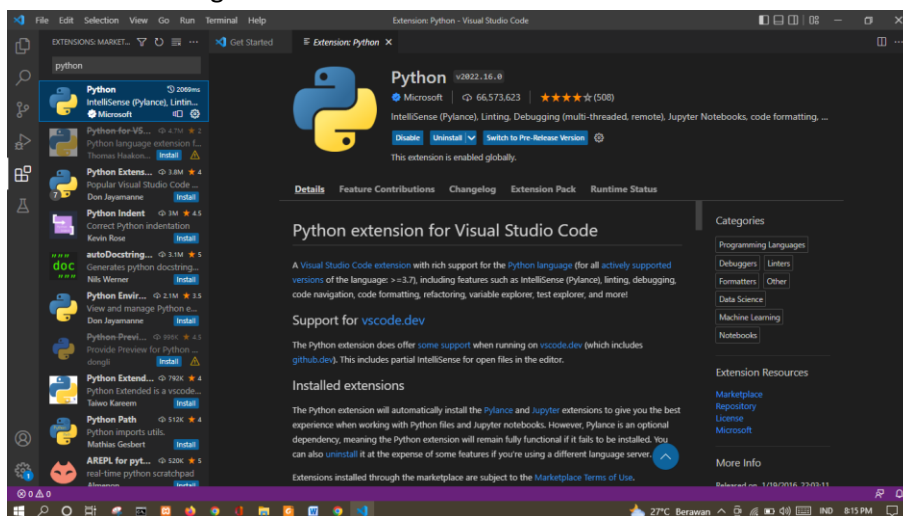 File Edit Selection View Go Run Terminal Help
Extension: Python - Visual Studio Code
EXTENSIONS: MARKET...
Get Started
Extension: Python
python
Python 2069ms
IntelliSense (Pylance), Lintin...
Microsoft
Python-for-VS... 4.7M 2
Python language extension f...
Thomas Haakon... Install
Python Extens... 3.8M 4
Popular Visual Studio Code ...
Don Jayamanne Install
7
Python Indent 3M 4.5
Correct Python indentation
Kevin Rose Install
autoDocstring... 3.1M 5
Generates python docstring...
Nils Werner Install
Python Envir... 2.1M 3.5
View and manage Python e...
Don Jayamanne Install
Python Previ... 895K 4.5
Provide Preview for Python ...
dongli Install
Python Extend... 792K 4
Python Extended is a vscode...
Taiwo Kareem Install
Python Path 512K 4
Python imports utils.
Mathias Gesbert Install
AREPL for pyt... 520K 5
real-time python scratchpad
Almenon Install
Python v2022.16.0
Microsoft 66,573,623 (508)
IntelliSense (Pylance), Linting, Debugging (multi-threaded, remote), Jupyter Notebooks, code formatting, ...
Disable Uninstall Switch to Pre-Release Version
This extension is enabled globally.
Details Feature Contributions Changelog Extension Pack Runtime Status
Python extension for Visual Studio Code
A Visual Studio Code extension with rich support for the Python language (for all actively supported
versions of the language: >=3.7), including features such as IntelliSense (Pylance), linting, debugging,
code navigation, code formatting, refactoring, variable explorer, test explorer, and more!
Support for vscode.dev
The Python extension does offer some support when running on vscode.dev (which includes
github.dev). This includes partial IntelliSense for open files in the editor.
Installed extensions
The Python extension will automatically install the Pylance and Jupyter extensions to give you the best
experience when working with Python files and Jupyter notebooks. However, Pylance is an optional
dependency, meaning the Python extension will remain fully functional if it fails to be installed. You
can also uninstall it at the expense of some features if you're using a different language server.
Extensions installed through the marketplace are subject to the Marketplace Terms of Use.
Categories
Programming Languages
Debuggers Linters
Formatters Other
Data Science
Machine Learning
Notebooks
Extension Resources
Marketplace
Repository
License
Microsoft
More Info
Released on 1/19/2016, 22:03:11
0 0
27°C Berawan IND 8:15 PM